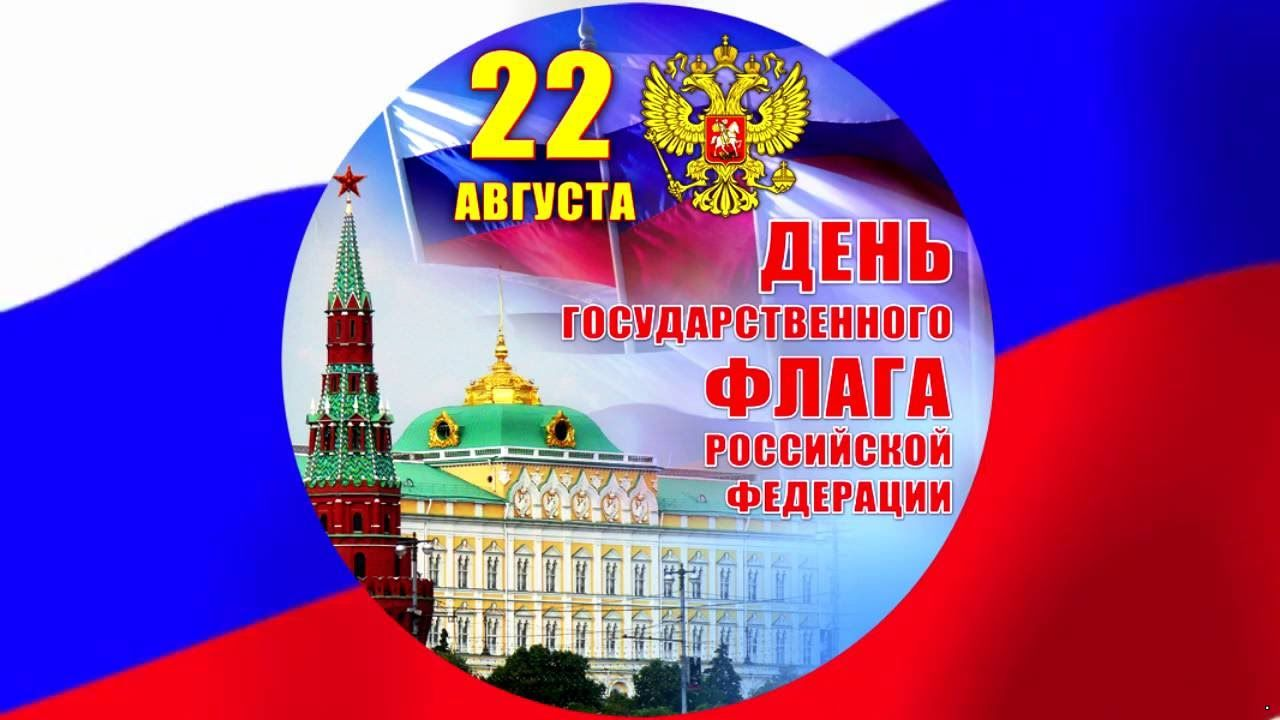 22
АВГУСТА
ДЕНЬ
ГОСУДАРСТВЕННОГО
ФЛАГА
РОССИЙСКОЙ
ФЕДЕРАЦИИ